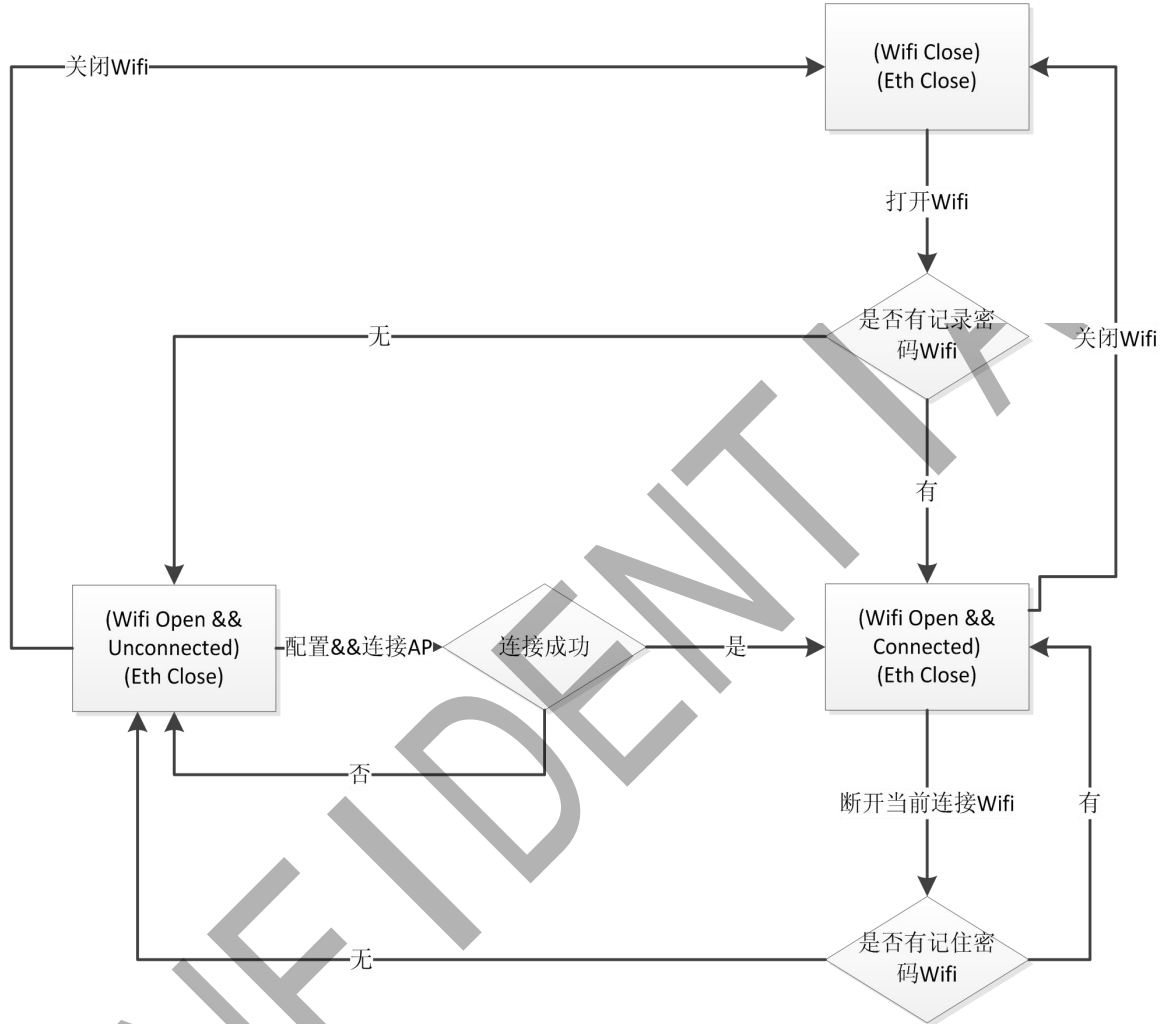 (Wifi Close)
(Eth Close)
关闭Wifi
打开Wifi
是否有记录密
码Wifi
无
关闭Wifi
有
(Wifi Open &&
Unconnected)
(Eth Close)
配置&&连接AP
连接成功
是
(Wifi Open &&
Connected)
(Eth Close)
否
断开当前连接Wifi
有
是否有记住密
码Wifi
无
FIDENTIA